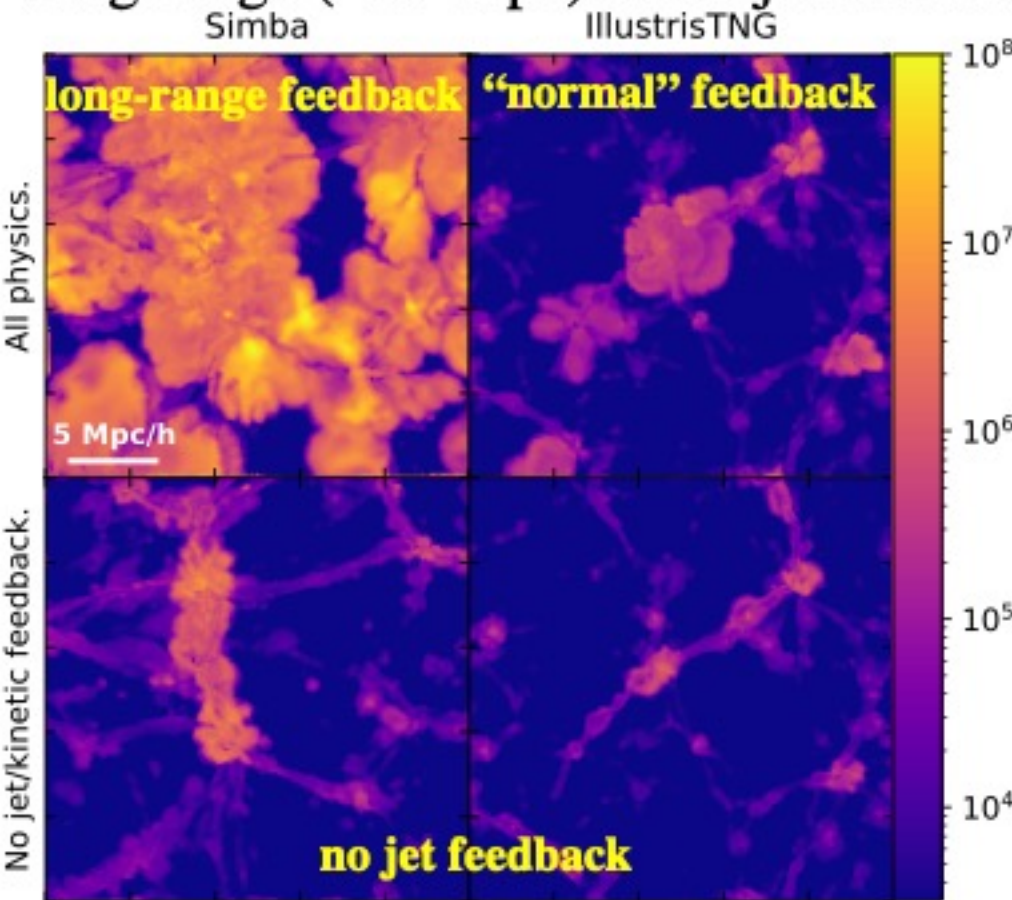 Simba
IllustrisTNG
long-range feedback
“normal” feedback
All physics.
5 Mpc/h
No jet/kinetic feedback.
no jet feedback
10⁸
10⁷
10⁶
10⁵
10⁴